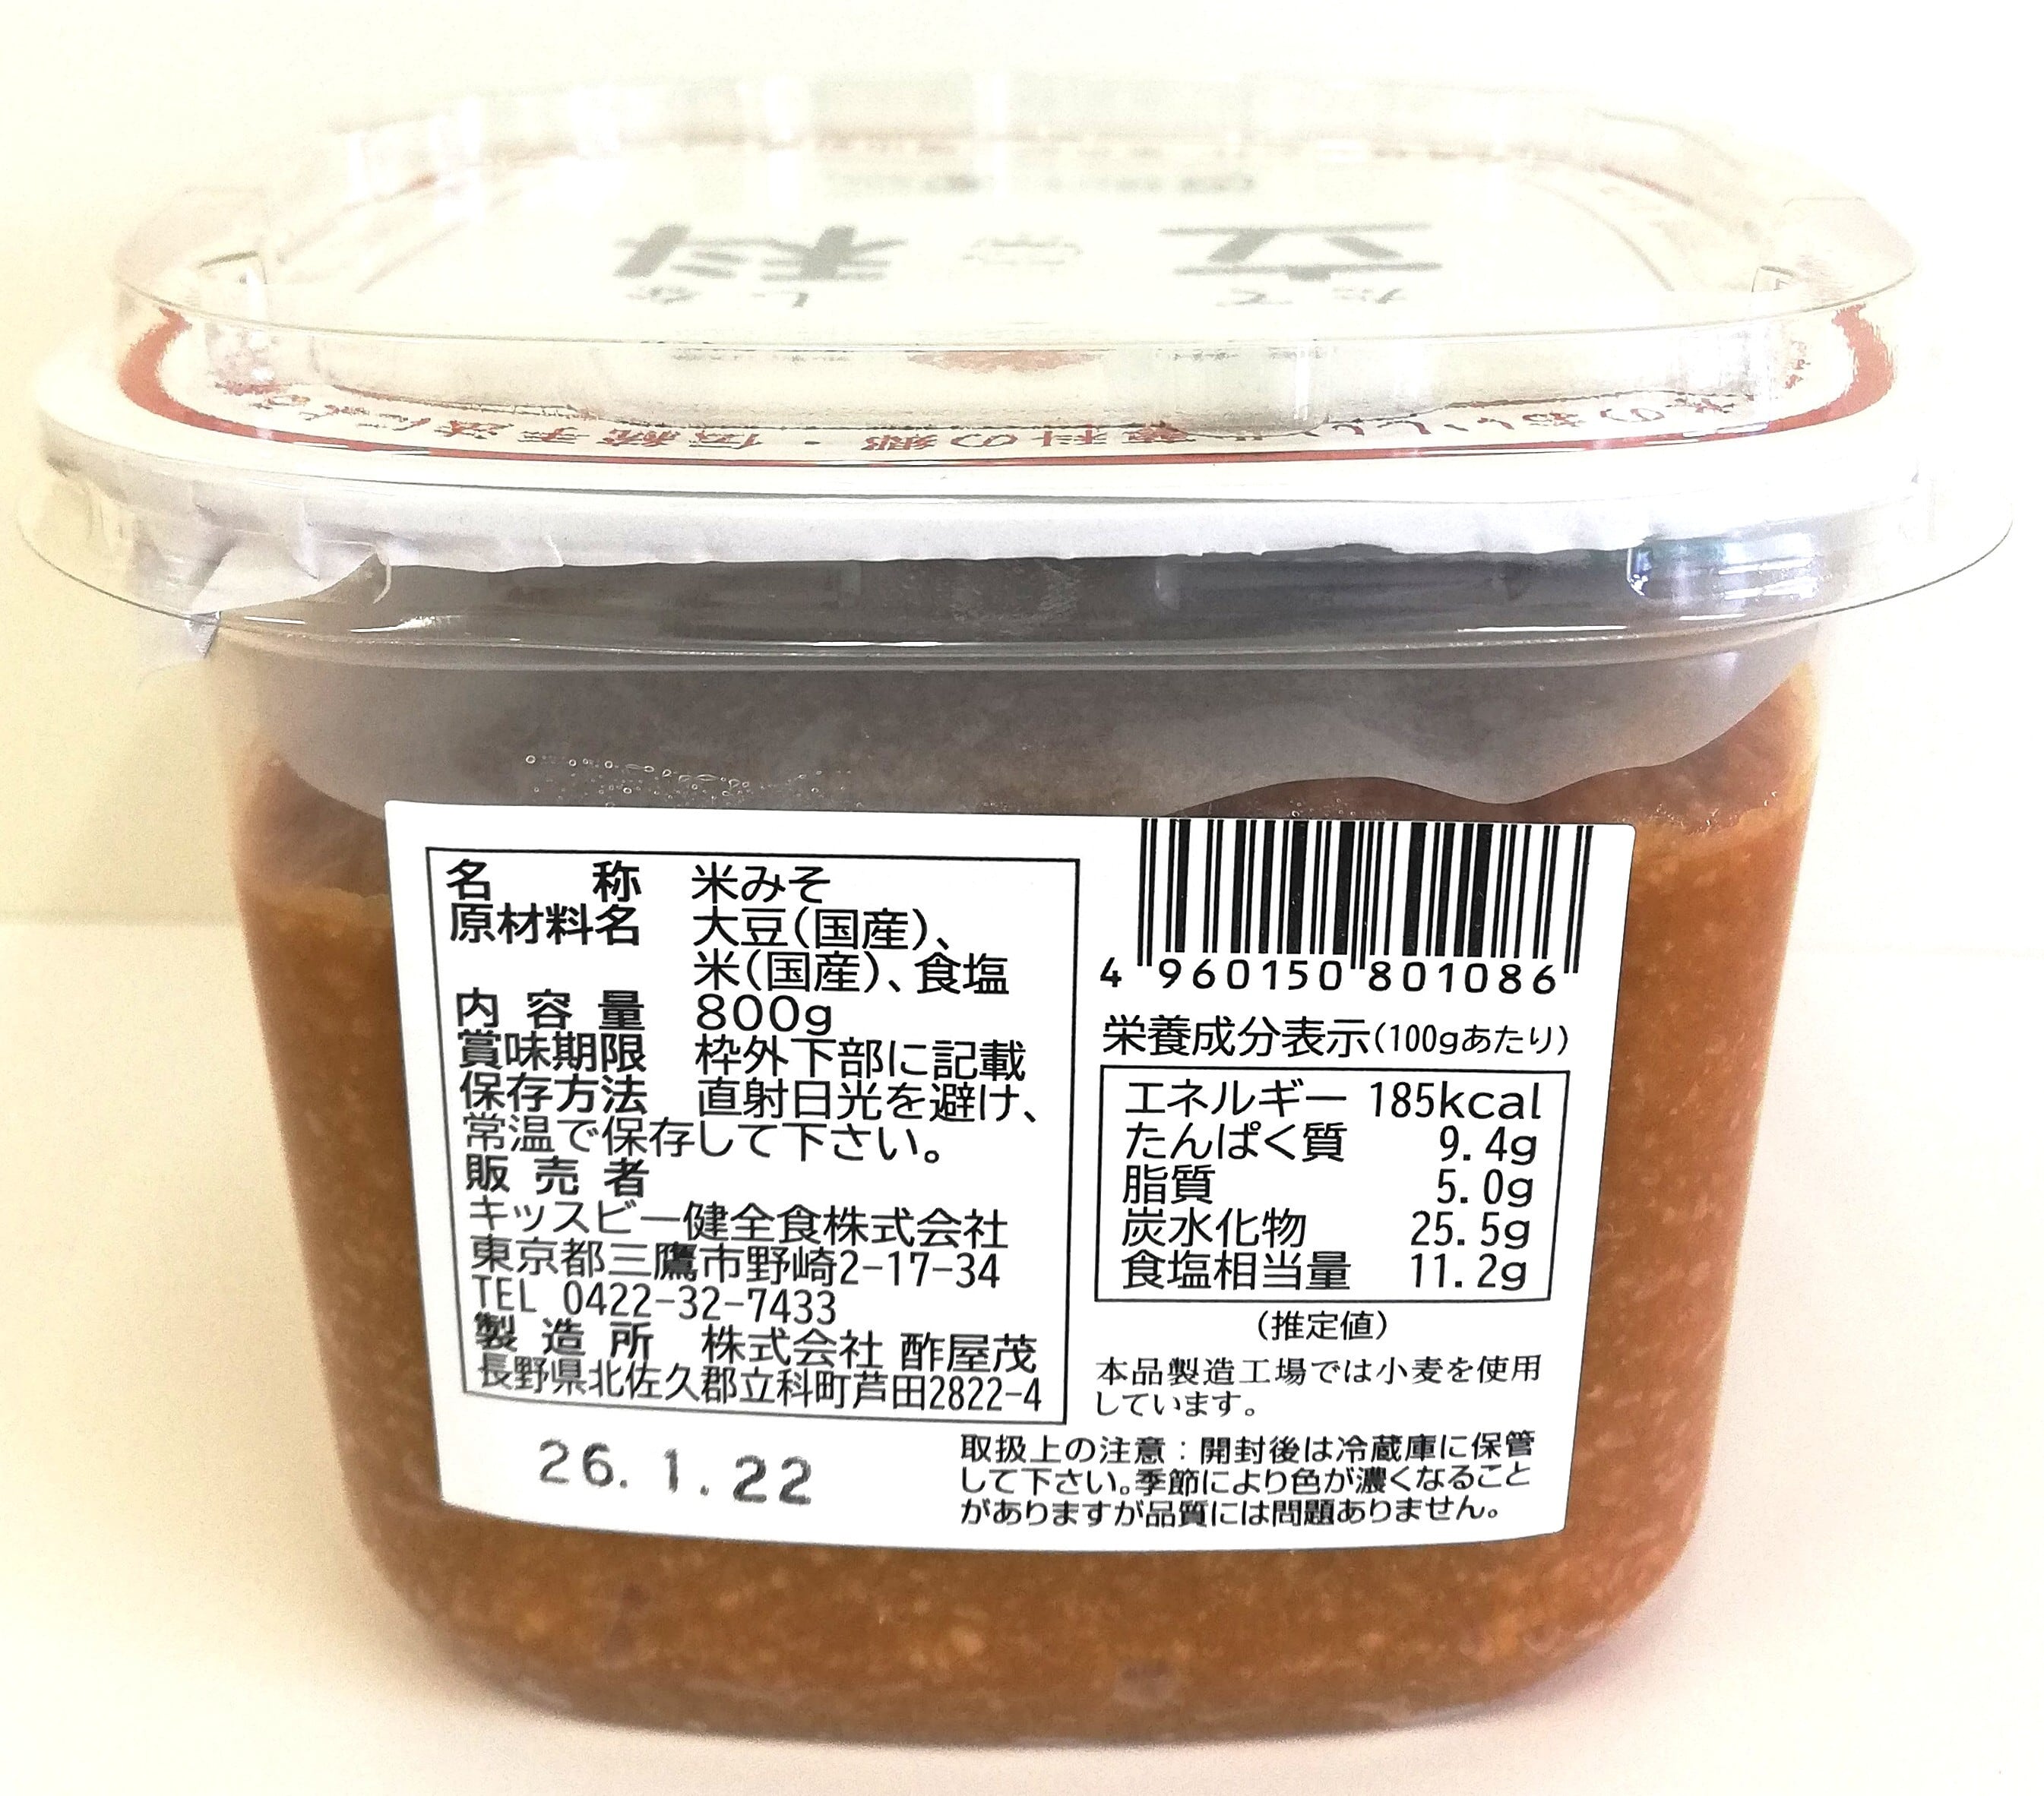 立科
たてしな
名称 米みそ
原材料名 大豆(国産)、
米(国産)、食塩
内容量 800g
賞味期限 枠外下部に記載
保存方法 直射日光を避け、
常温で保存して下さい。
販売者
キッスビー健全食株式会社
東京都三鷹市野崎2-17-34
TEL 0422-32-7433
製造所 株式会社 酢屋茂
長野県北佐久郡立科町芦田2822-4
26.1.22
4 960150 801086
栄養成分表示(100gあたり)
エネルギー 185kcal
たんぱく質 9.4g
脂質 5.0g
炭水化物 25.5g
食塩相当量 11.2g
(推定値)
本品製造工場では小麦を使用
しています。
取扱上の注意:開封後は冷蔵庫に保管
して下さい。季節により色が濃くなること
がありますが品質には問題ありません。